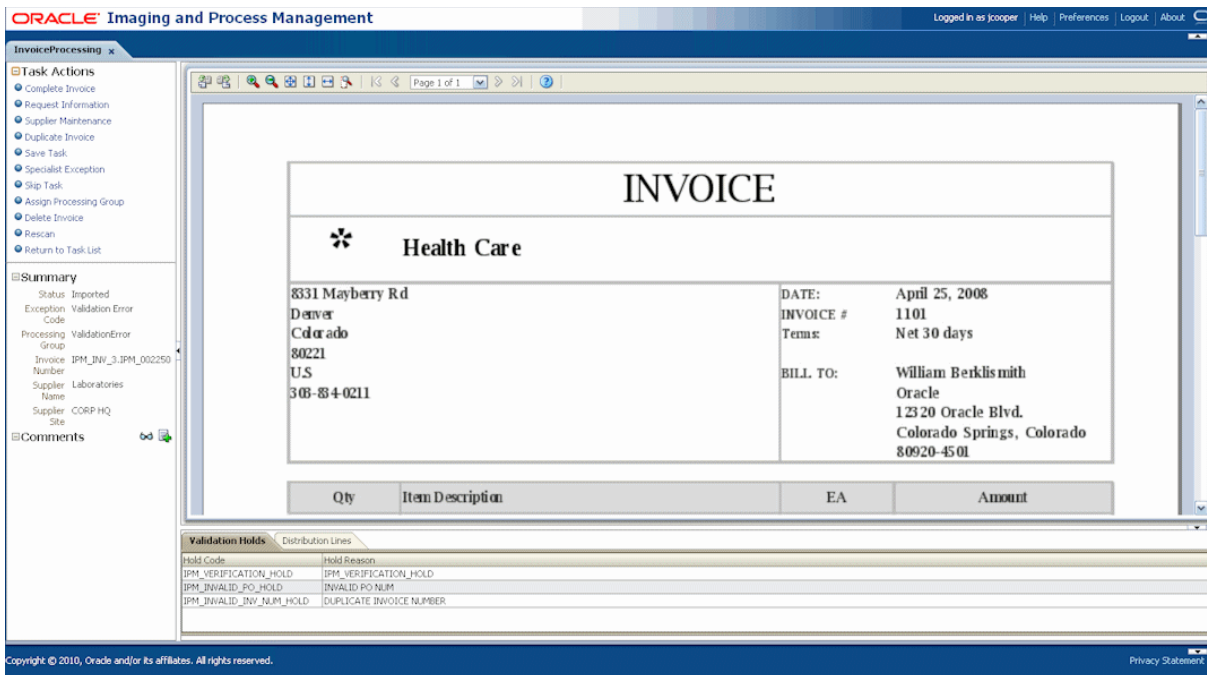 ORACLE Imaging and Process Management
Logged in as jcooper | Help | Preferences | Logout | About
InvoiceProcessing x
Task Actions
Complete Invoice
Request Information
Supplier Maintenance
Duplicate Invoice
Save Task
Specialist Exception
Skip Task
Assign Processing Group
Delete Invoice
Rescan
Return to Task List
Summary
Status Imported
Exception Code Validation Error
Processing Group ValidationError
Invoice Number IPM_INV_3.IPM_002250
Supplier Name Laboratories
Supplier Site CORP HQ
Comments
Page 1 of 1
INVOICE
* Health Care
8331 Mayberry Rd
Denver
Colorado
80221
U.S
303-834-0211
DATE: April 25, 2008
INVOICE # 1101
Terms: Net 30 days
BILL TO: William Berklismith
Oracle
12320 Oracle Blvd.
Colorado Springs, Colorado
80920-4501
Qty Item Description EA Amount
Validation Holds Distribution Lines
Hold Code Hold Reason
IPM_VERIFICATION_HOLD IPM_VERIFICATION_HOLD
IPM_INVALID_PO_HOLD INVALID PO NUM
IPM_INVALID_INV_NUM_HOLD DUPLICATE INVOICE NUMBER
Copyright © 2010, Oracle and/or its affiliates. All rights reserved.
Privacy Statement